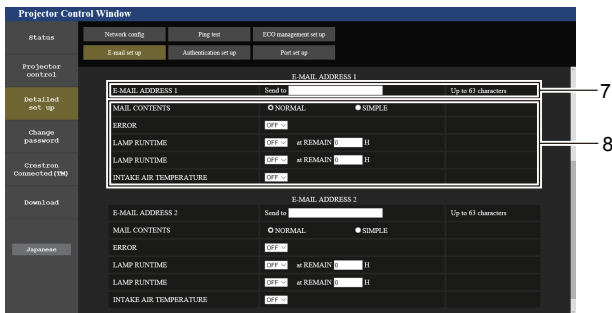 Projector Control Window
Status
Network config
Ping test
ECO management set up
E-mail set up
Authentication set up
Port set up
Projector
control
Detailed
set up
Change
password
Crestron
Connected(TM)
Download
Japanese
E-MAIL ADDRESS 1
E-MAIL ADDRESS 1 Send to Up to 63 characters
7
MAIL CONTENTS NORMAL SIMPLE
ERROR OFF
LAMP RUNTIME OFF at REMAIN 0 H
8
LAMP RUNTIME OFF at REMAIN 0 H
INTAKE AIR TEMPERATURE OFF
E-MAIL ADDRESS 2
E-MAIL ADDRESS 2 Send to Up to 63 characters
MAIL CONTENTS NORMAL SIMPLE
ERROR OFF
LAMP RUNTIME OFF at REMAIN 0 H
LAMP RUNTIME OFF at REMAIN 0 H
INTAKE AIR TEMPERATURE OFF